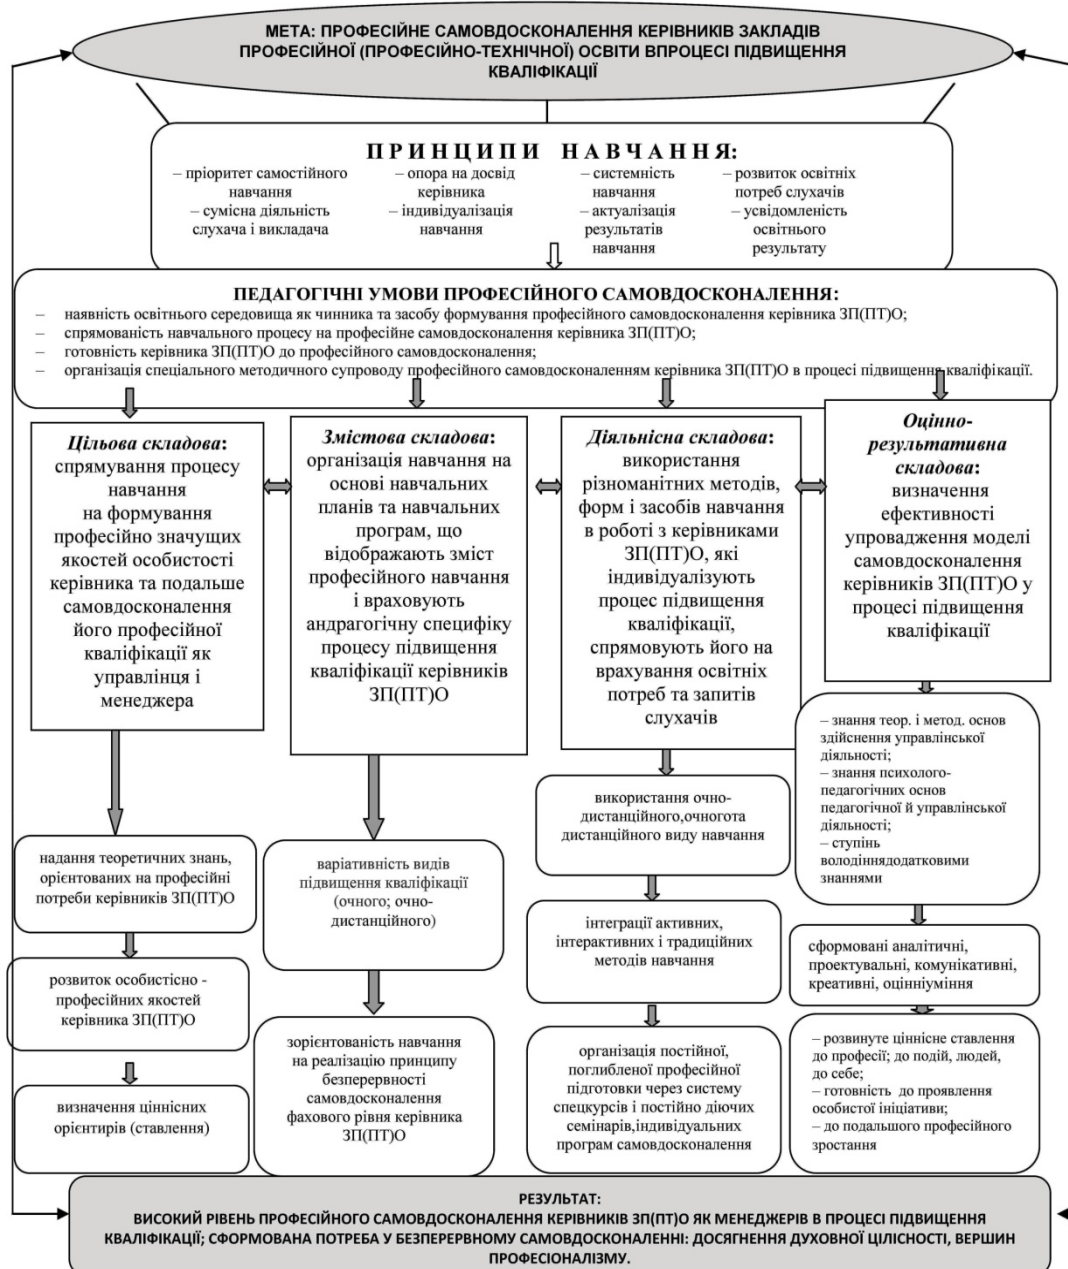 МЕТА: ПРОФЕСІЙНЕ САМОВДОСКОНАЛЕННЯ КЕРІВНИКІВ ЗАКЛАДІВ
ПРОФЕСІЙНОЇ (ПРОФЕСІЙНО-ТЕХНІЧНОЇ) ОСВІТИ ВПРОЦЕСІ ПІДВИЩЕННЯ
КВАЛІФІКАЦІЇ
П Р И Н Ц И П И Н А В Ч А Н Н Я:
– пріоритет самостійного
навчання
– сумісна діяльність
слухача і викладача
– опора на досвід
керівника
– індивідуалізація
навчання
– системність
навчання
– актуалізація
результатів
навчання
– розвиток освітніх
потреб слухачів
– усвідомленість
освітнього
результату
ПЕДАГОГІЧНІ УМОВИ ПРОФЕСІЙНОГО САМОВДОСКОНАЛЕННЯ:
– наявність освітнього середовища як чинника та засобу формування професійного самовдосконалення керівника ЗП(ПТ)О;
– спрямованість навчального процесу на професійне самовдосконалення керівника ЗП(ПТ)О;
– готовність керівника ЗП(ПТ)О до професійного самовдосконалення;
– організація спеціального методичного супроводу професійного самовдосконаленням керівника ЗП(ПТ)О в процесі підвищення кваліфікації.
Цільова складова:
спрямування процесу
навчання
на формування
професійно значущих
якостей особистості
керівника та подальше
самовдосконалення
його професійної
кваліфікації як
управлінця і
менеджера
надання теоретичних знань,
орієнтованих на професійні
потреби керівників ЗП(ПТ)О
розвиток особистісно -
професійних якостей
керівника ЗП(ПТ)О
визначення ціннісних
орієнтирів (ставлення)
Змістова складова:
організація навчання на
основі навчальних
планів та навчальних
програм, що
відображають зміст
професійного навчання
і враховують
андрагогічну специфіку
процесу підвищення
кваліфікації керівників
ЗП(ПТ)О
варіативність видів
підвищення кваліфікації
(очного; очно-
дистанційного)
зорієнтованість навчання
на реалізацію принципу
безперервності
самовдосконалення
фахового рівня керівника
ЗП(ПТ)О
Діяльнісна складова:
використання
різноманітних методів,
форм і засобів навчання
в роботі з керівниками
ЗП(ПТ)О, які
індивідуалізують
процес підвищення
кваліфікації,
спрямовують його на
врахування освітніх
потреб та запитів
слухачів
використання очно-
дистанційного,очногота
дистанційного виду навчання
інтеграції активних,
інтерактивних і традиційних
методів навчання
організація постійної,
поглибленої професійної
підготовки через систему
спецкурсів і постійно діючих
семінарів,індивідуальних
програм самовдосконалення
Оцінно-
результативна
складова:
визначення
ефективності
упровадження моделі
самовдосконалення
керівників ЗП(ПТ)О у
процесі підвищення
кваліфікації
– знання теор. і метод. основ
здійснення управлінської
діяльності;
– знання психолого-
педагогічних основ
педагогічної й управлінської
діяльності;
– ступінь
володіннядодатковими
знаннями
сформовані аналітичні,
проектувальні, комунікативні,
креативні, оцінніуміння
– розвинуте ціннісне ставлення
до професії; до подій, людей,
до себе;
– готовність до проявлення
особистої ініціативи;
– до подальшого професійного
зростання
РЕЗУЛЬТАТ:
ВИСОКИЙ РІВЕНЬ ПРОФЕСІЙНОГО САМОВДОСКОНАЛЕННЯ КЕРІВНИКІВ ЗП(ПТ)О ЯК МЕНЕДЖЕРІВ В ПРОЦЕСІ ПІДВИЩЕННЯ
КВАЛІФІКАЦІЇ; СФОРМОВАНА ПОТРЕБА У БЕЗПЕРЕРВНОМУ САМОВДОСКОНАЛЕННІ: ДОСЯГНЕННЯ ДУХОВНОЇ ЦІЛІСНОСТІ, ВЕРШИН
ПРОФЕСІОНАЛІЗМУ.